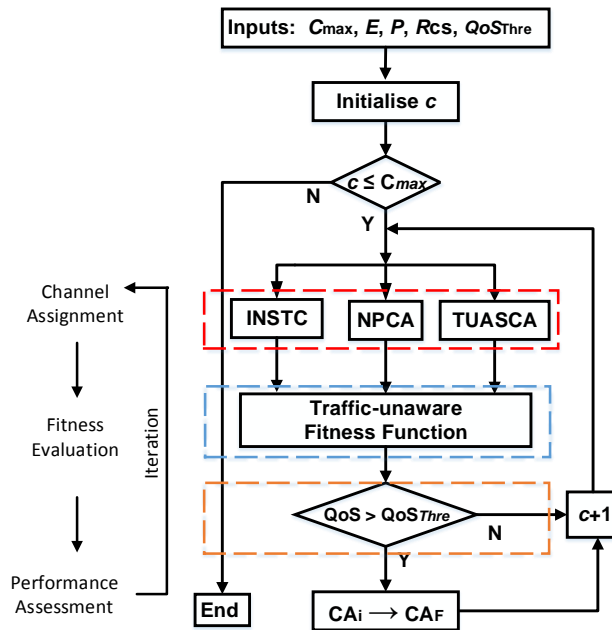 Inputs: Cmax, E, P, Rcs, QoSThre
Initialise c
c ≤ Cmax
N
Y
INSTC
NPCA
TUASCA
Traffic-unaware
Fitness Function
QoS > QoSThre
N
c+1
Y
End
CAi → CAF
Channel
Assignment
Fitness
Evaluation
Iteration
Performance
Assessment